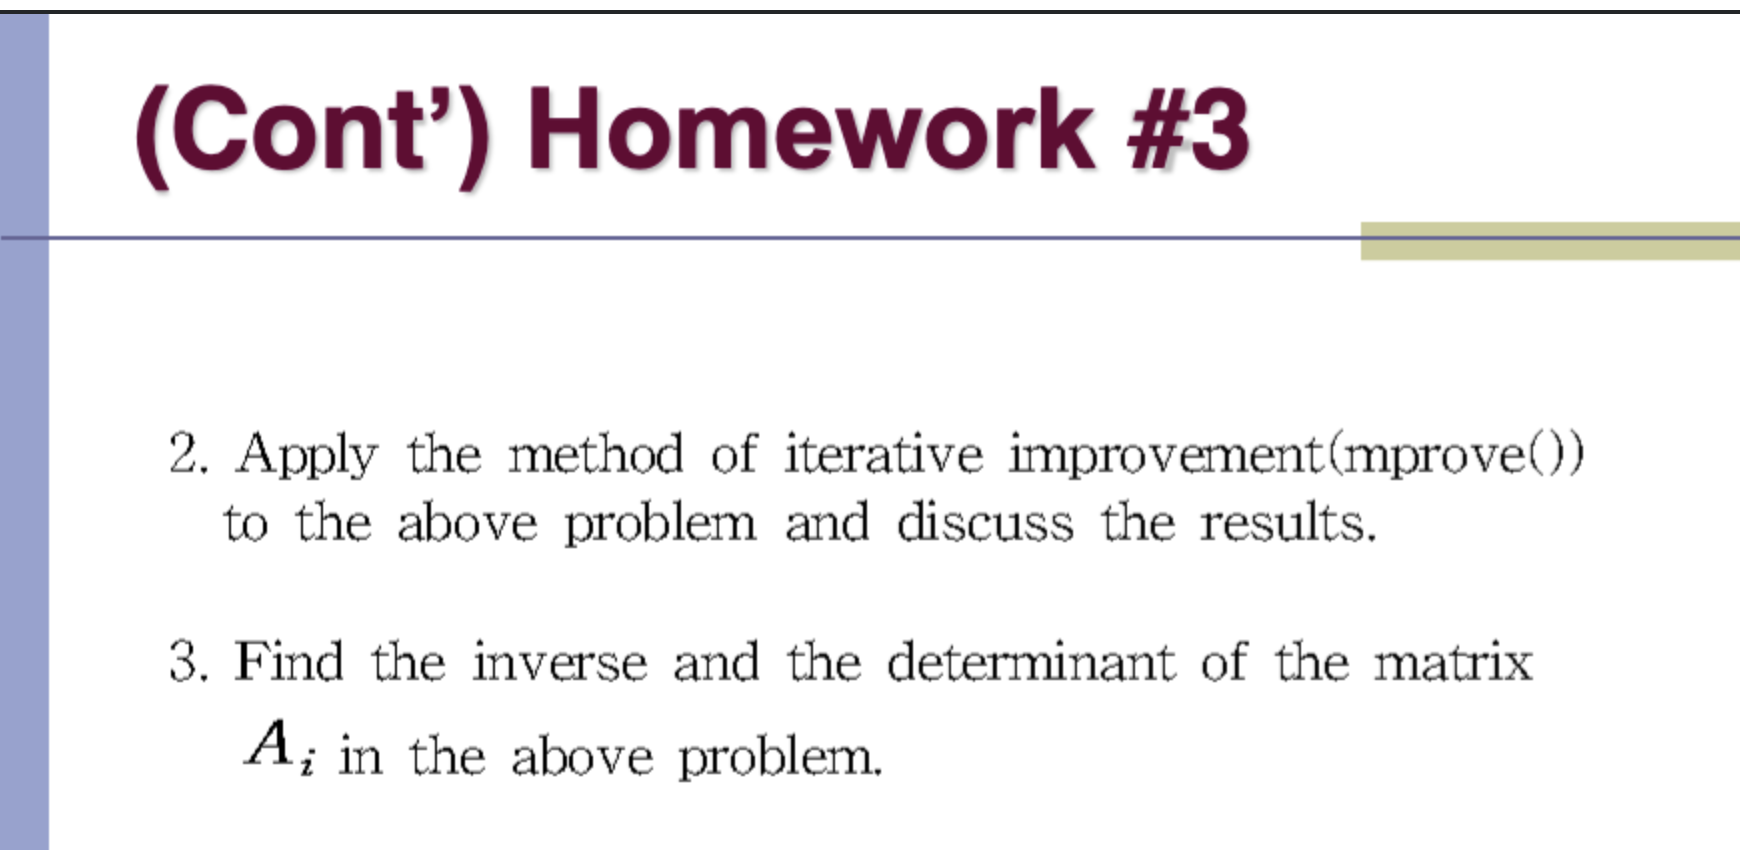 (Cont’) Homework #3
2. Apply the method of iterative improvement(mprove())
to the above problem and discuss the results.
3. Find the inverse and the determinant of the matrix
A_i in the above problem.